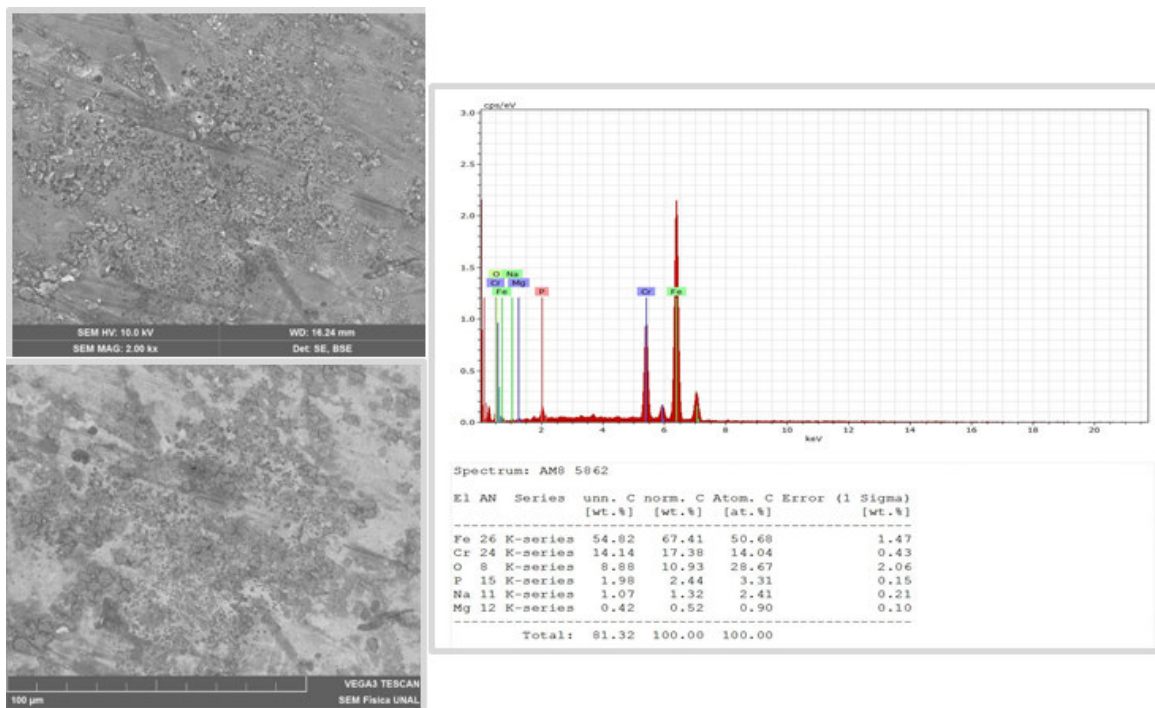 SEM HV: 10.0 kV WD: 16.24 mm
SEM MAG: 2.00 kx Det: SE, BSE
VEGA3 TESCAN
100 µm SEM Fisica UNAL
cps/eV
3.0
2.5
2.0
1.5
1.0
0.5
0.0
O Na
Cr Mg
Fe P Cr Fe
2 4 6 8 10 12 14 16 18 20
keV
Spectrum: AM8 5862
El AN Series unn. C norm. C Atom. C Error (1 Sigma)
[wt.%] [wt.%] [at.%] [wt.%]
Fe 26 K-series 54.82 67.41 50.68 1.47
Cr 24 K-series 14.14 17.38 14.04 0.43
O 8 K-series 8.88 10.93 28.67 2.06
P 15 K-series 1.98 2.44 3.31 0.15
Na 11 K-series 1.07 1.32 2.41 0.21
Mg 12 K-series 0.42 0.52 0.90 0.10
Total: 81.32 100.00 100.00